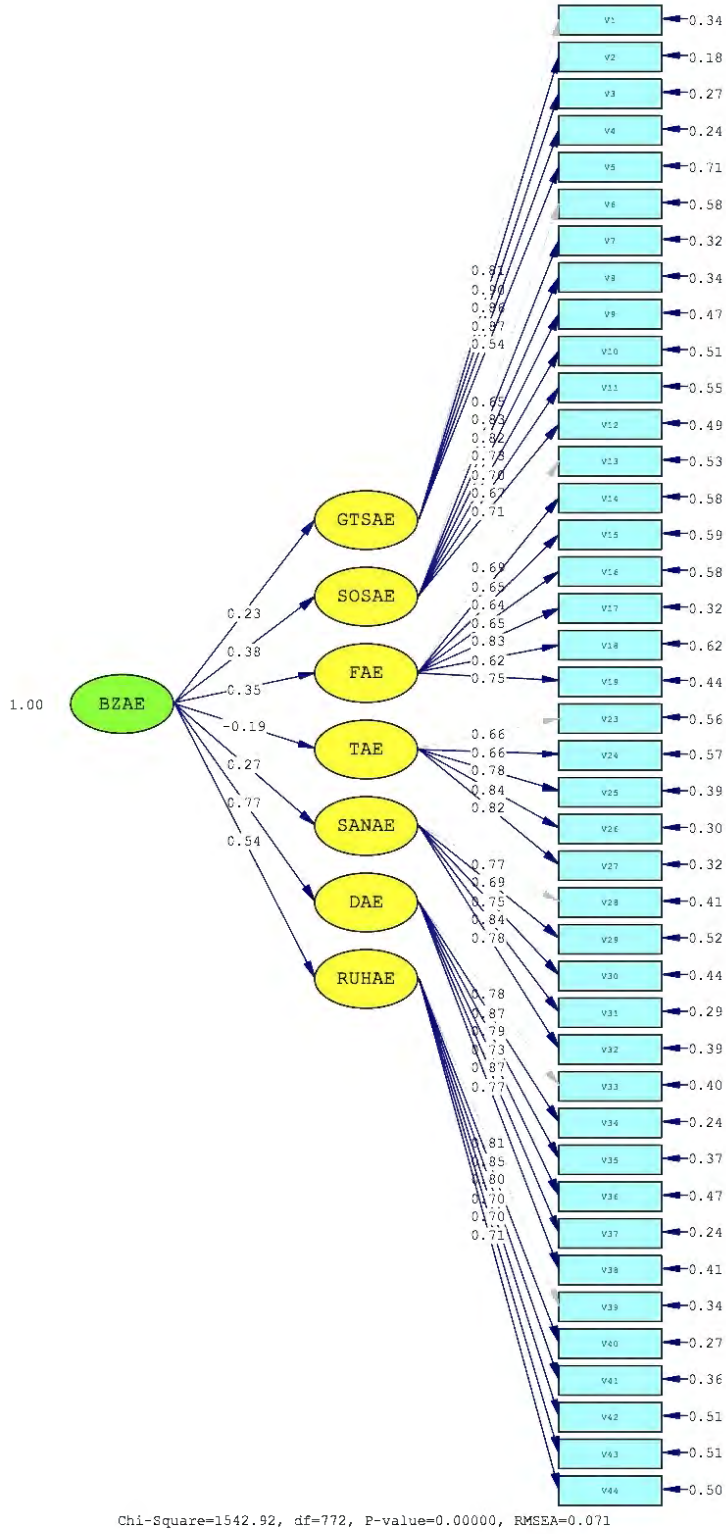 1.00
BZAE
0.23
0.38
0.35
-0.19
0.27
0.77
0.54
GTSAE
SOSAE
FAE
TAE
SANAE
DAE
RUHAE
0.81
0.90
0.86
0.87
0.54
0.65
0.83
0.82
0.73
0.70
0.67
0.71
0.69
0.65
0.64
0.65
0.83
0.62
0.75
0.66
0.66
0.78
0.84
0.82
0.77
0.69
0.75
0.84
0.78
0.78
0.87
0.79
0.73
0.87
0.77
0.81
0.85
0.80
0.70
0.70
0.71
V1 0.34
V2 0.18
V3 0.27
V4 0.24
V5 0.71
V6 0.58
V7 0.32
V8 0.34
V9 0.47
V10 0.51
V11 0.55
V12 0.49
V13 0.53
V14 0.58
V15 0.59
V16 0.58
V17 0.32
V18 0.62
V19 0.44
V23 0.56
V24 0.57
V25 0.39
V26 0.30
V27 0.32
V28 0.41
V29 0.52
V30 0.44
V31 0.29
V32 0.39
V33 0.40
V34 0.24
V35 0.37
V36 0.47
V37 0.24
V38 0.41
V39 0.34
V40 0.27
V41 0.36
V42 0.51
V43 0.51
V44 0.50
Chi-Square=1542.92, df=772, P-value=0.00000, RMSEA=0.071